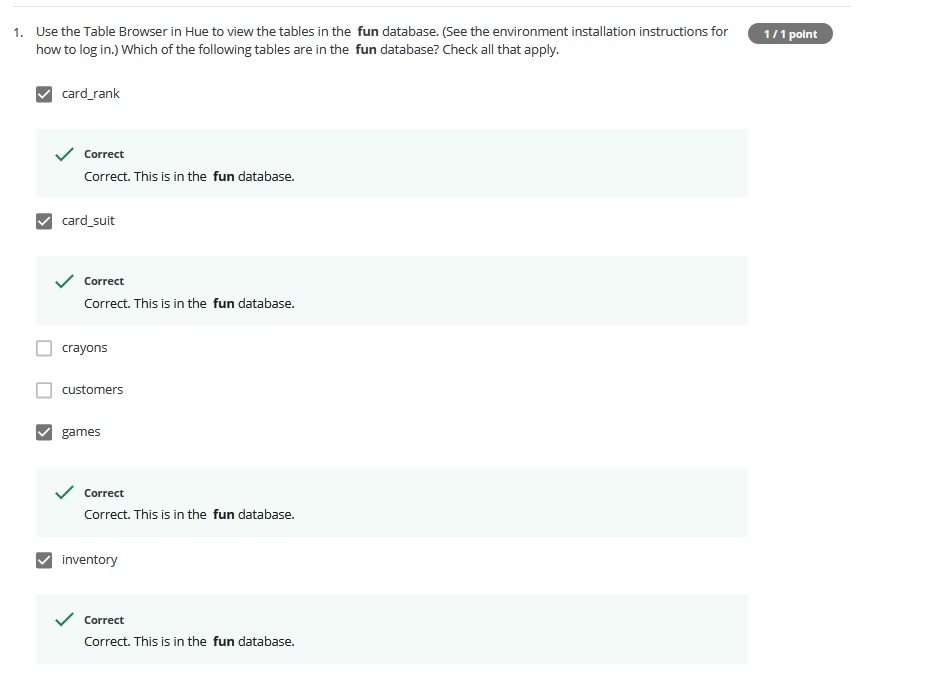 1. Use the Table Browser in Hue to view the tables in the fun database. (See the environment installation instructions for
how to log in.) Which of the following tables are in the fun database? Check all that apply.
1 / 1 point
card_rank
Correct
Correct. This is in the fun database.
card_suit
Correct
Correct. This is in the fun database.
crayons
customers
games
Correct
Correct. This is in the fun database.
inventory
Correct
Correct. This is in the fun database.